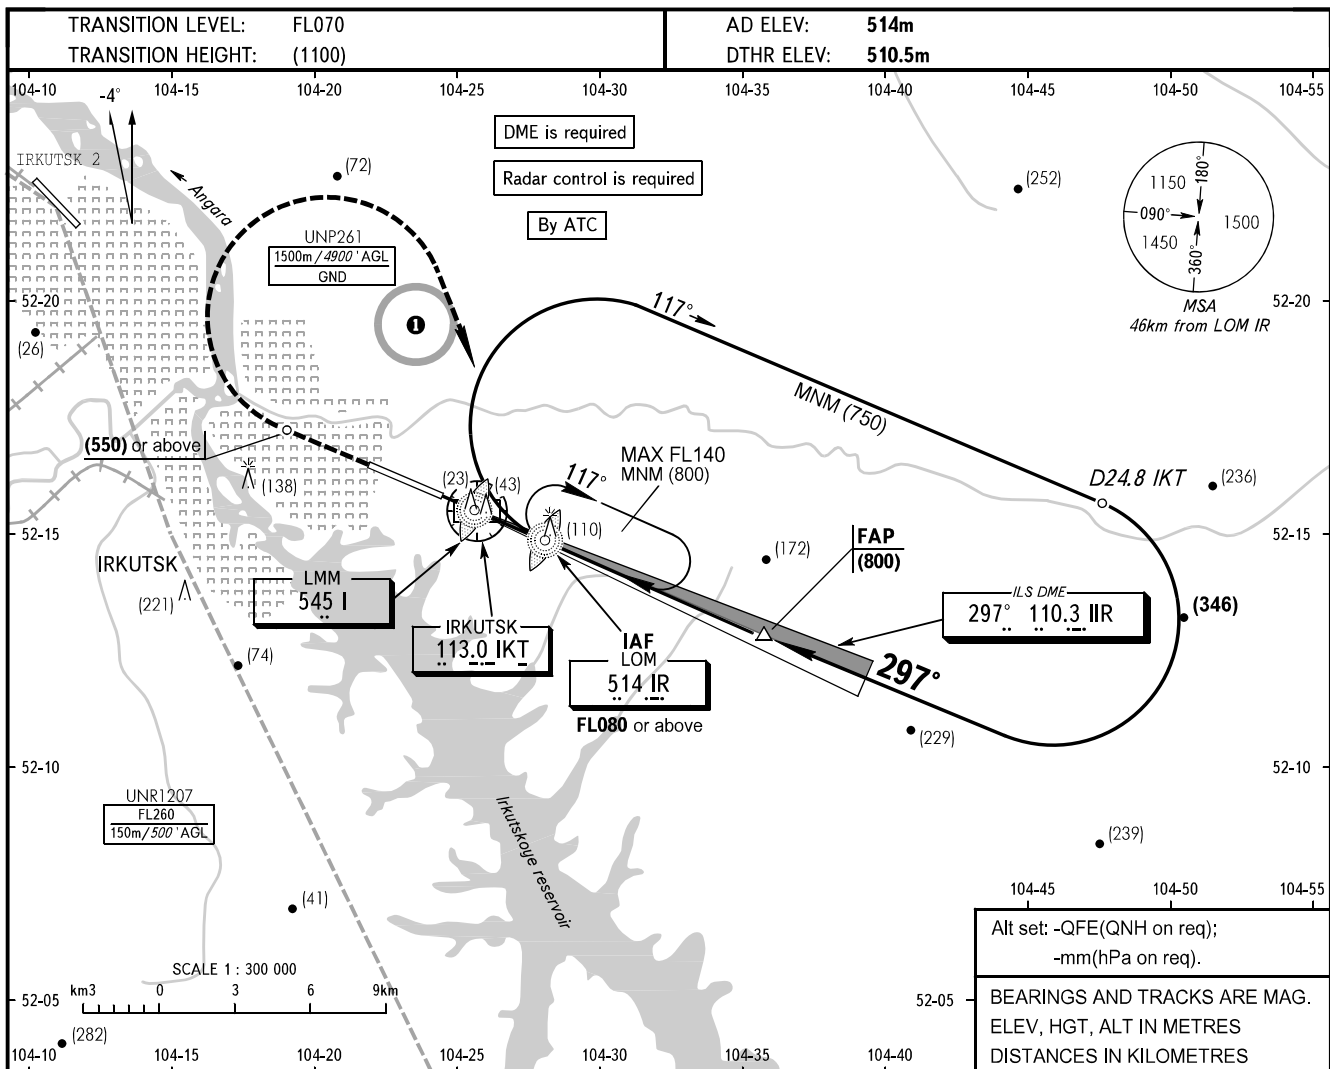 TRANSITION LEVEL: FL070
TRANSITION HEIGHT: (1100)
AD ELEV: 514m
DTHR ELEV: 510.5m
104-10 104-15 104-20 104-25 104-30 104-35 104-40 104-45 104-50 104-55
-4°
DME is required
Radar control is required
By ATC
IRKUTSK 2
Angara
(72)
(252)
1150
180°
090°
1500
1450
360°
MSA
46km from LOM IR
UNP261
1500m/4900'AGL
GND
52-20
52-20
1
(26)
117°
MNM (750)
(550) or above
(138)
(23)
(43)
117°
MAX FL140
MNM (800)
D24.8 IKT
(236)
52-15
52-15
(110)
(172)
FAP
(800)
IRKUTSK
(221)
LMM
545 I
IRKUTSK
113.0 IKT
IAF
LOM
514 IR
FL080 or above
ILS DME
297° 110.3 IIR
(346)
297°
(74)
(229)
52-10
52-10
UNR1207
FL260
150m/500'AGL
Irkutskoye reservoir
(239)
(41)
104-45 104-50 104-55
SCALE 1 : 300 000
km3 0 3 6 9km
52-05
52-05
(282)
104-10 104-15 104-20 104-25 104-30 104-35 104-40
Alt set: -QFE(QNH on req);
-mm(hPa on req).
BEARINGS AND TRACKS ARE MAG.
ELEV, HGT, ALT IN METRES
DISTANCES IN KILOMETRES